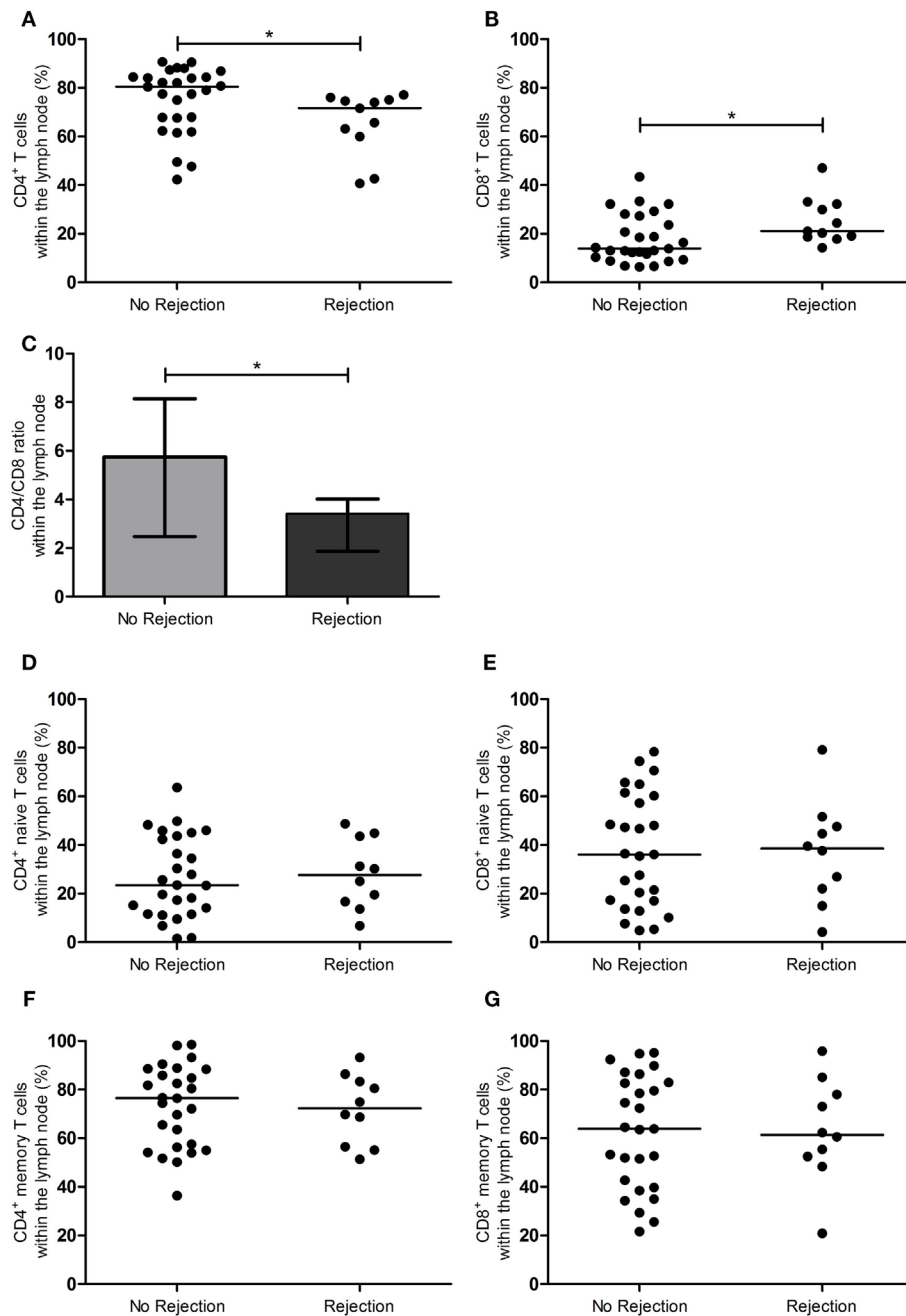 A
CD4+ T cells
within the lymph node (%)
100
80
60
40
20
0
*
No Rejection
Rejection
B
CD8+ T cells
within the lymph node (%)
100
80
60
40
20
0
*
No Rejection
Rejection
C
CD4/CD8 ratio
within the lymph node
10
8
6
4
2
0
*
No Rejection
Rejection
D
CD4+ naive T cells
within the lymph node (%)
100
80
60
40
20
0
No Rejection
Rejection
E
CD8+ naive T cells
within the lymph node (%)
100
80
60
40
20
0
No Rejection
Rejection
F
CD4+ memory T cells
within the lymph node (%)
100
80
60
40
20
0
No Rejection
Rejection
G
CD8+ memory T cells
within the lymph node (%)
100
80
60
40
20
0
No Rejection
Rejection